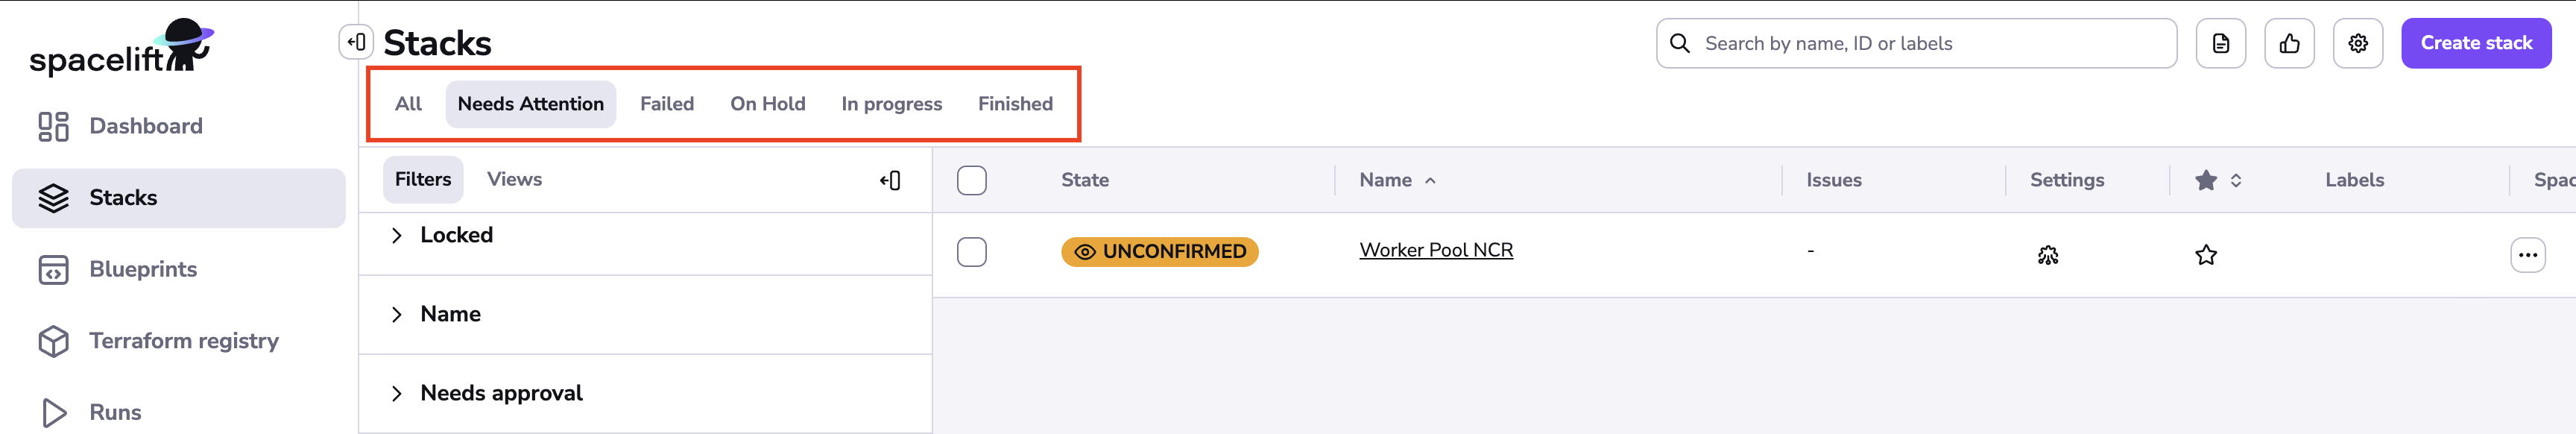 spacelift
Stacks
Search by name, ID or labels
Create stack
All Needs Attention Failed On Hold In progress Finished
Dashboard
Stacks
Blueprints
Terraform registry
Runs
Filters Views
Locked
Name
Needs approval
State Name Issues Settings Labels Spac
UNCONFIRMED Worker Pool NCR -